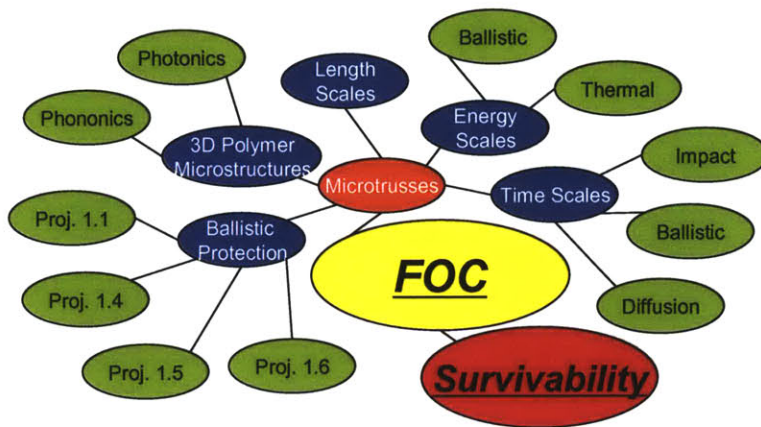 Ballistic
Photonics
Length
Scales
Thermal
Phononics
Energy
Scales
3D Polymer
Microstructures
Impact
Microtrusses
Time Scales
Proj. 1.1
Ballistic
Protection
Ballistic
FOC
Proj. 1.4
Diffusion
Proj. 1.5
Proj. 1.6
Survivability